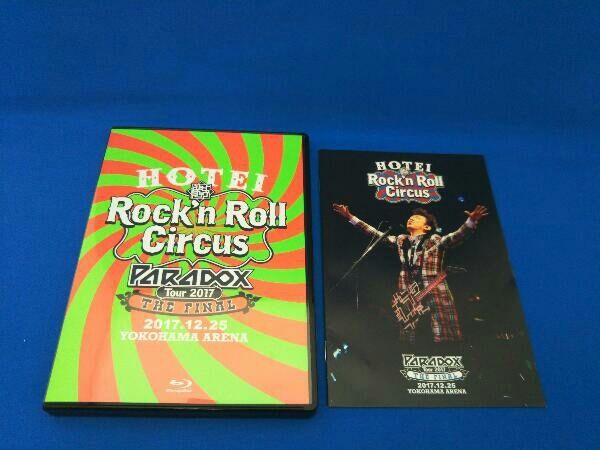 HOTEI
Rock'n Roll
Circus
PARADOX
Tour 2017
THE FINAL
2017.12.25
YOKOHAMA ARENA
HOTEI
Rock'n Roll
Circus
PARADOX
Tour 2017
THE FINAL
2017.12.25
YOKOHAMA ARENA